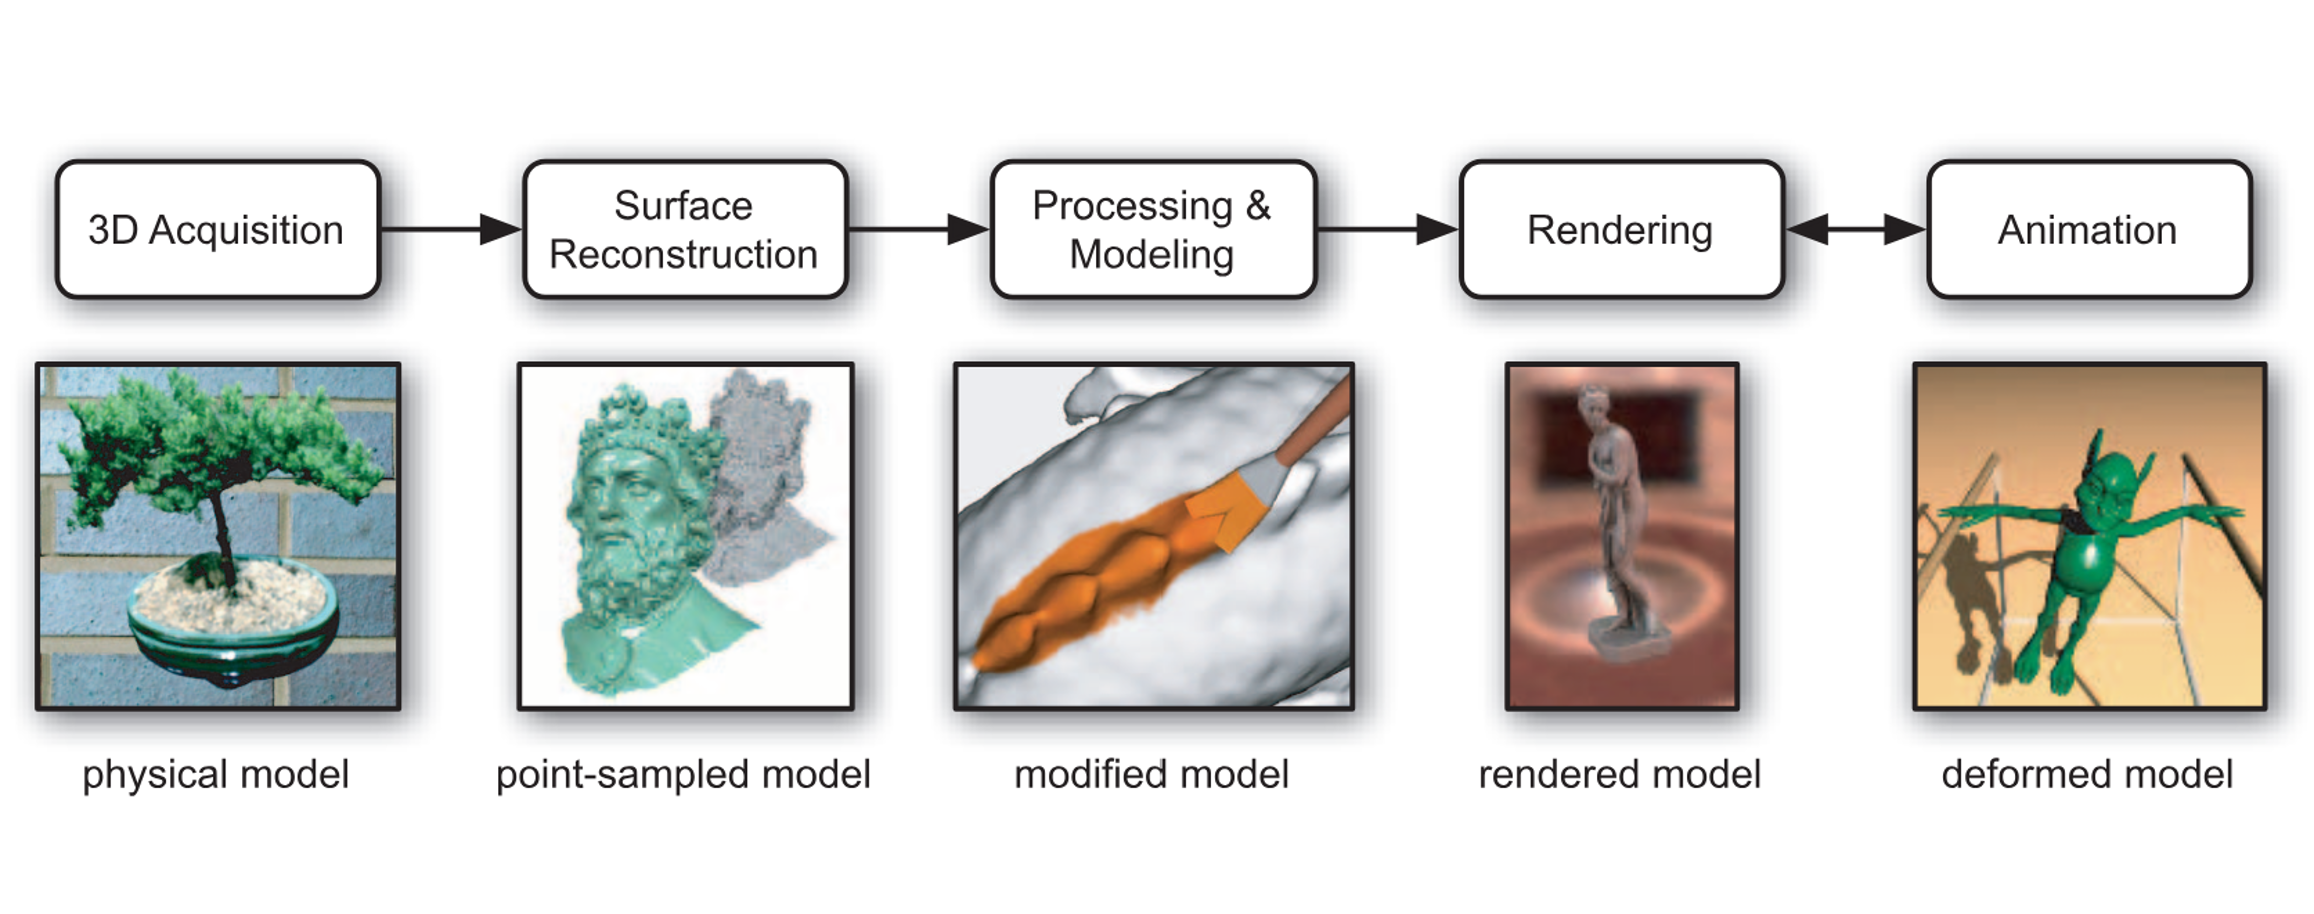 3D Acquisition
Surface
Reconstruction
Processing &
Modeling
Rendering
Animation
physical model
point-sampled model
modified model
rendered model
deformed model